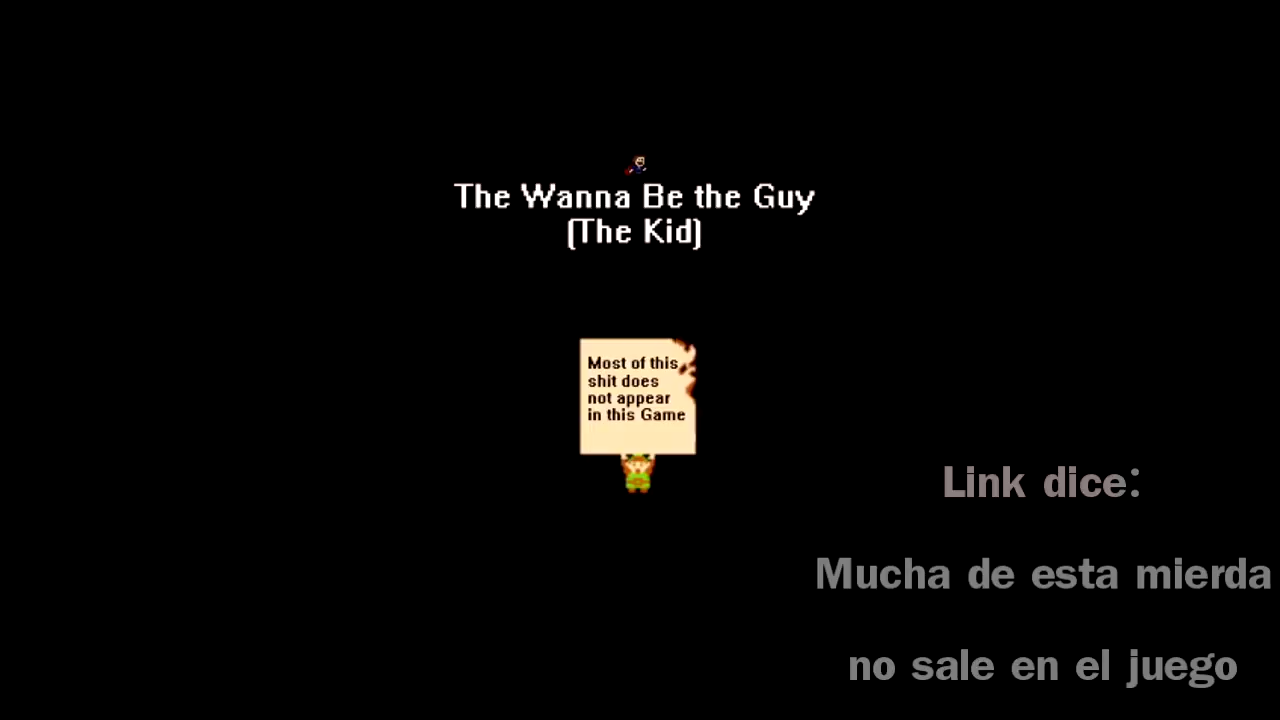 The Wanna Be the Guy
(The Kid)
Most of this
shit does
not appear
in this Game
Link dice:
Mucha de esta mierda
no sale en el juego